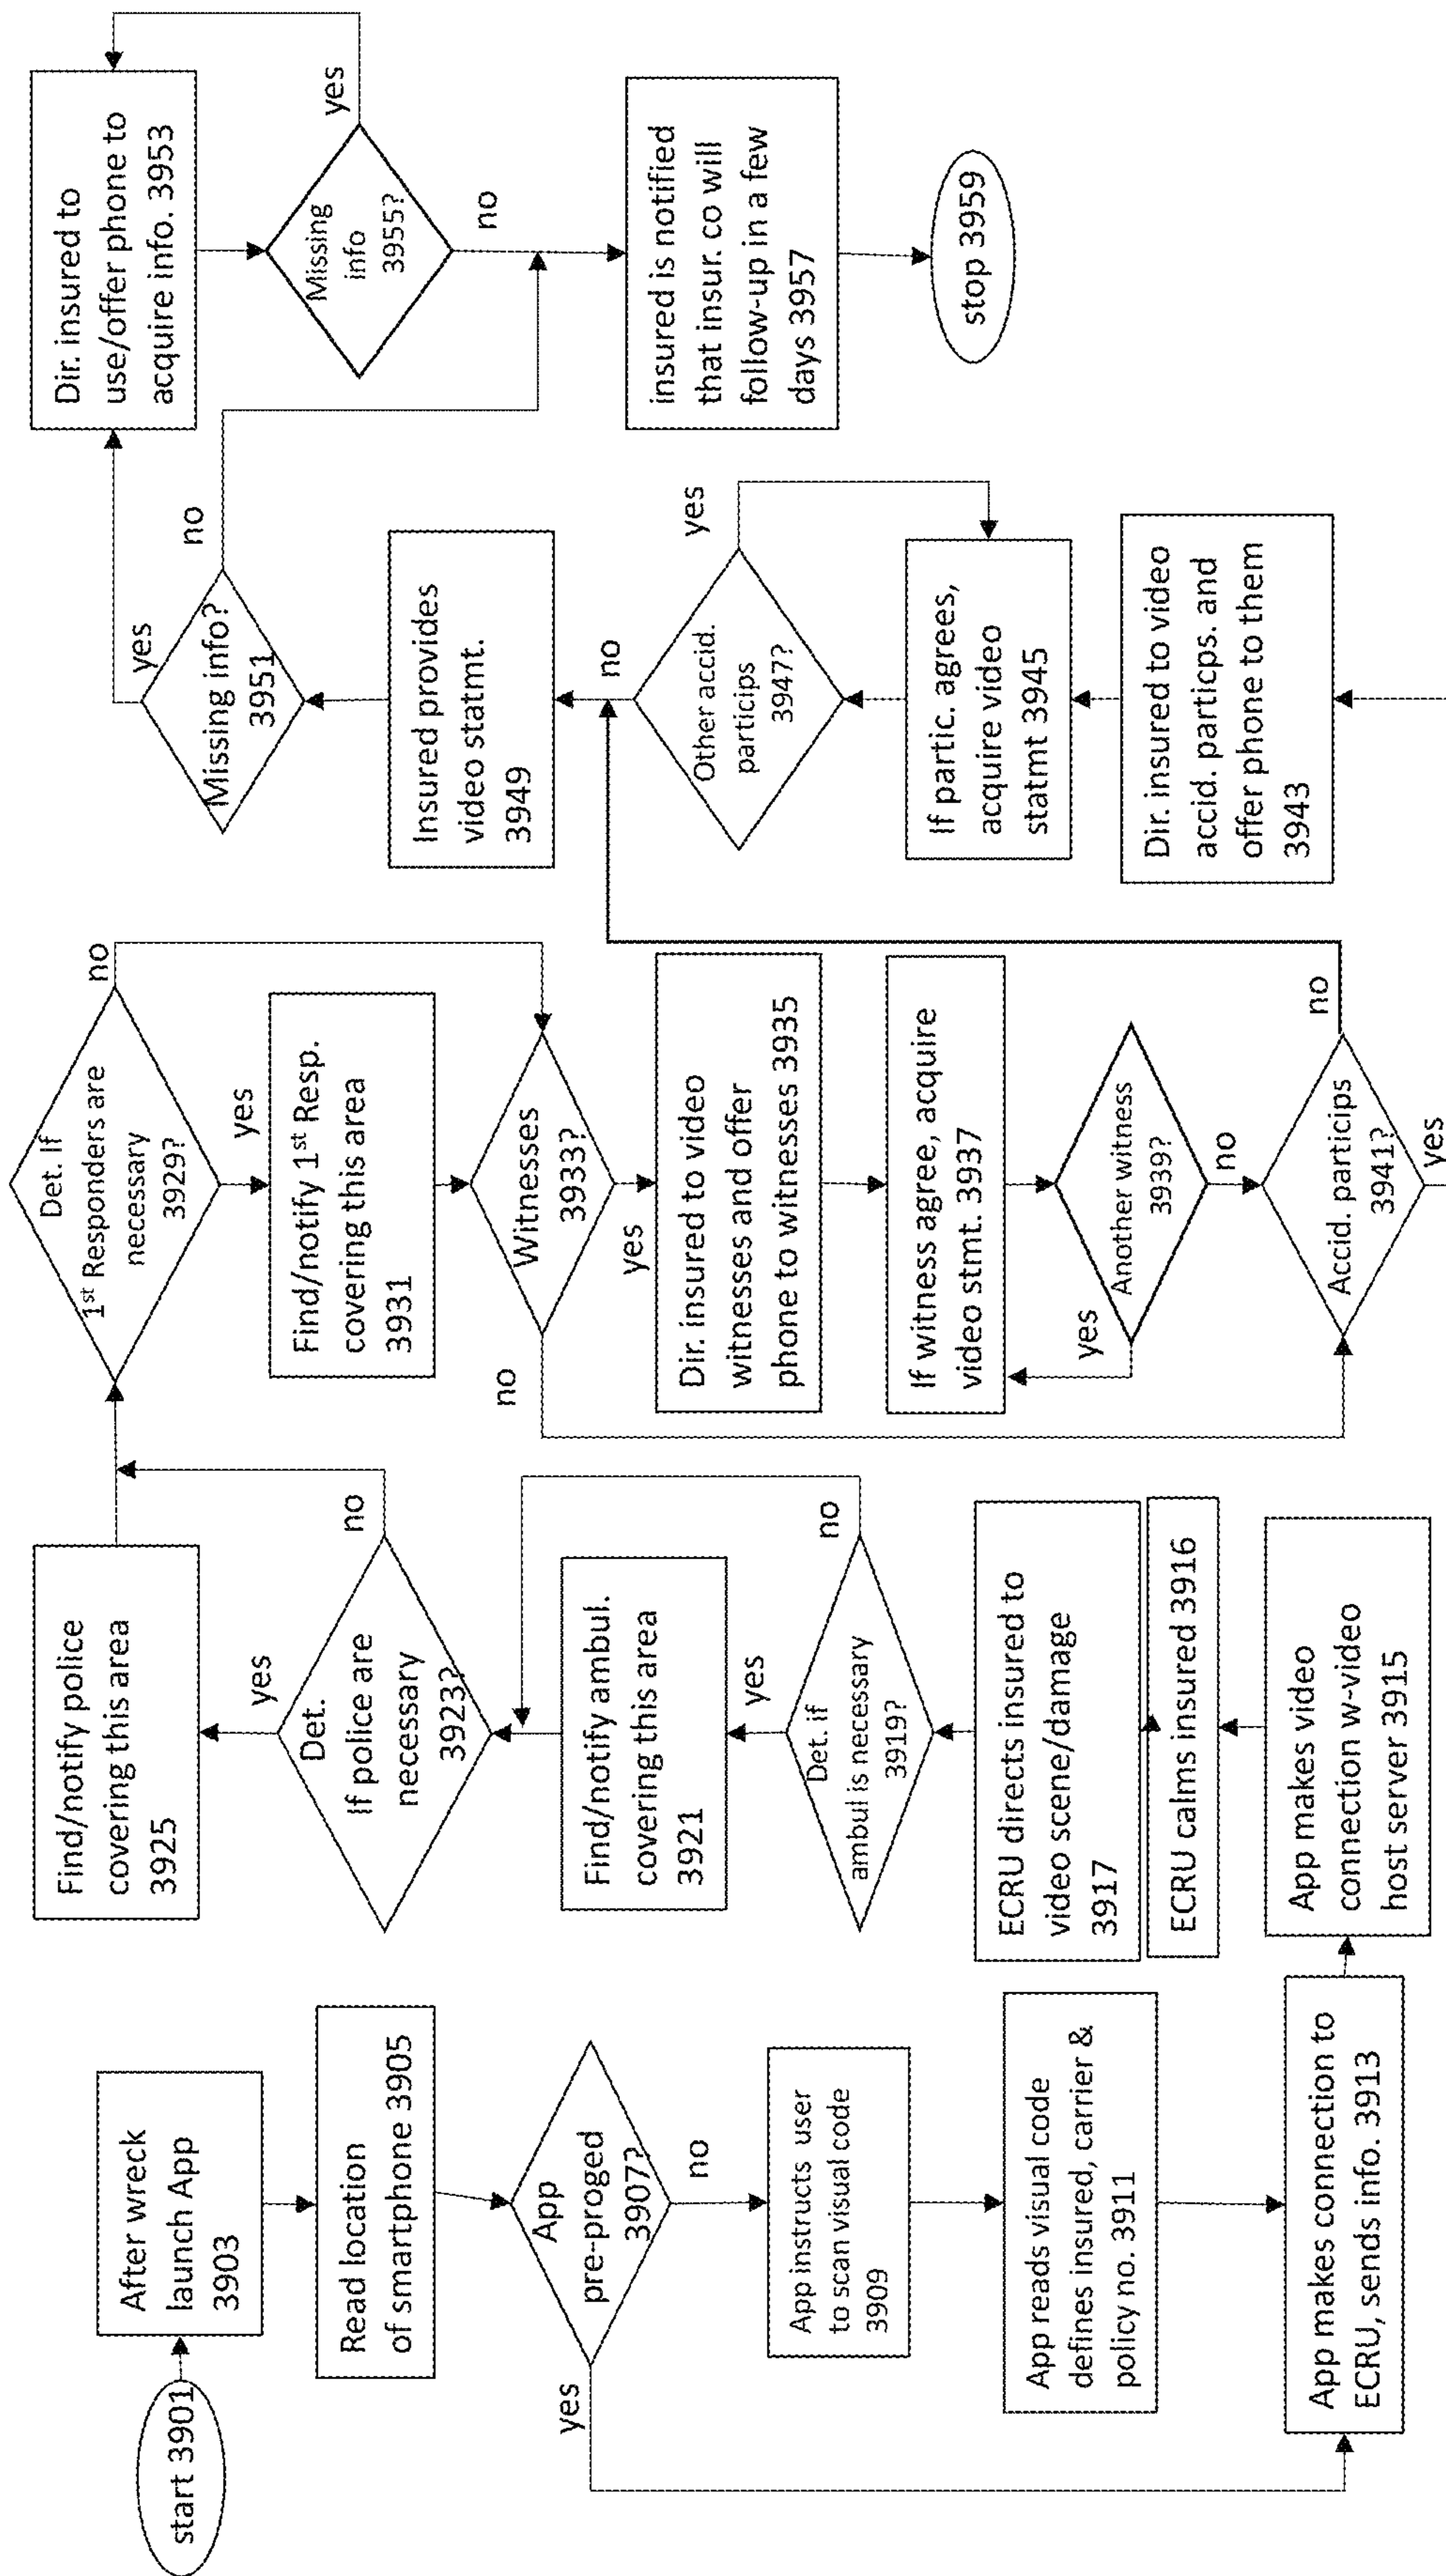 start 3901
After wreck
launch App
3903
Read location
of smartphone 3905
App
pre-proged
3907?
yes
no
App instructs user
to scan visual code
3909
App reads visual code
defines insured, carrier &
policy no. 3911
App makes connection to
ECRU, sends info. 3913
App makes video
connection w-video
host server 3915
ECRU calms insured 3916
ECRU directs insured to
video scene/damage
3917
Det. if
ambul is necessary
3919?
yes
no
Find/notify ambul.
covering this area
3921
Det.
If police are
necessary
3923?
yes
no
Find/notify police
covering this area
3925
Det. If
1st Responders are
necessary
3929?
yes
no
Find/notify 1st Resp.
covering this area
3931
Witnesses
3933?
yes
no
Dir. insured to video
witnesses and offer
phone to witnesses 3935
If witness agree, acquire
video stmt. 3937
Another witness
3939?
yes
no
Accid. particips
3941?
yes
no
Dir. insured to video
accid. particps. and
offer phone to them
3943
If partic. agrees,
acquire video
statmt 3945
Other accid.
particips
3947?
yes
no
Insured provides
video statmt.
3949
Missing info?
3951
yes
no
Dir. insured to
use/offer phone to
acquire info. 3953
Missing
info
3955?
yes
no
insured is notified
that insur. co will
follow-up in a few
days 3957
stop 3959